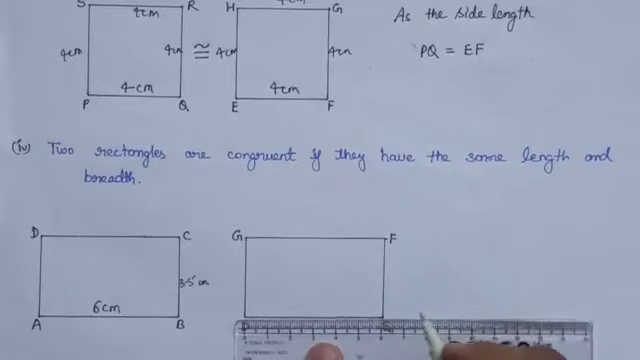 S 4cm R
H G
4cm 4cm ≅ 4cm 4cm
4cm 4cm
P Q E F
As the side length
PQ = EF
(iv) Two rectangles are congruent if they have the same length and
breadth.
D C G F
3.5 cm
6cm
A B